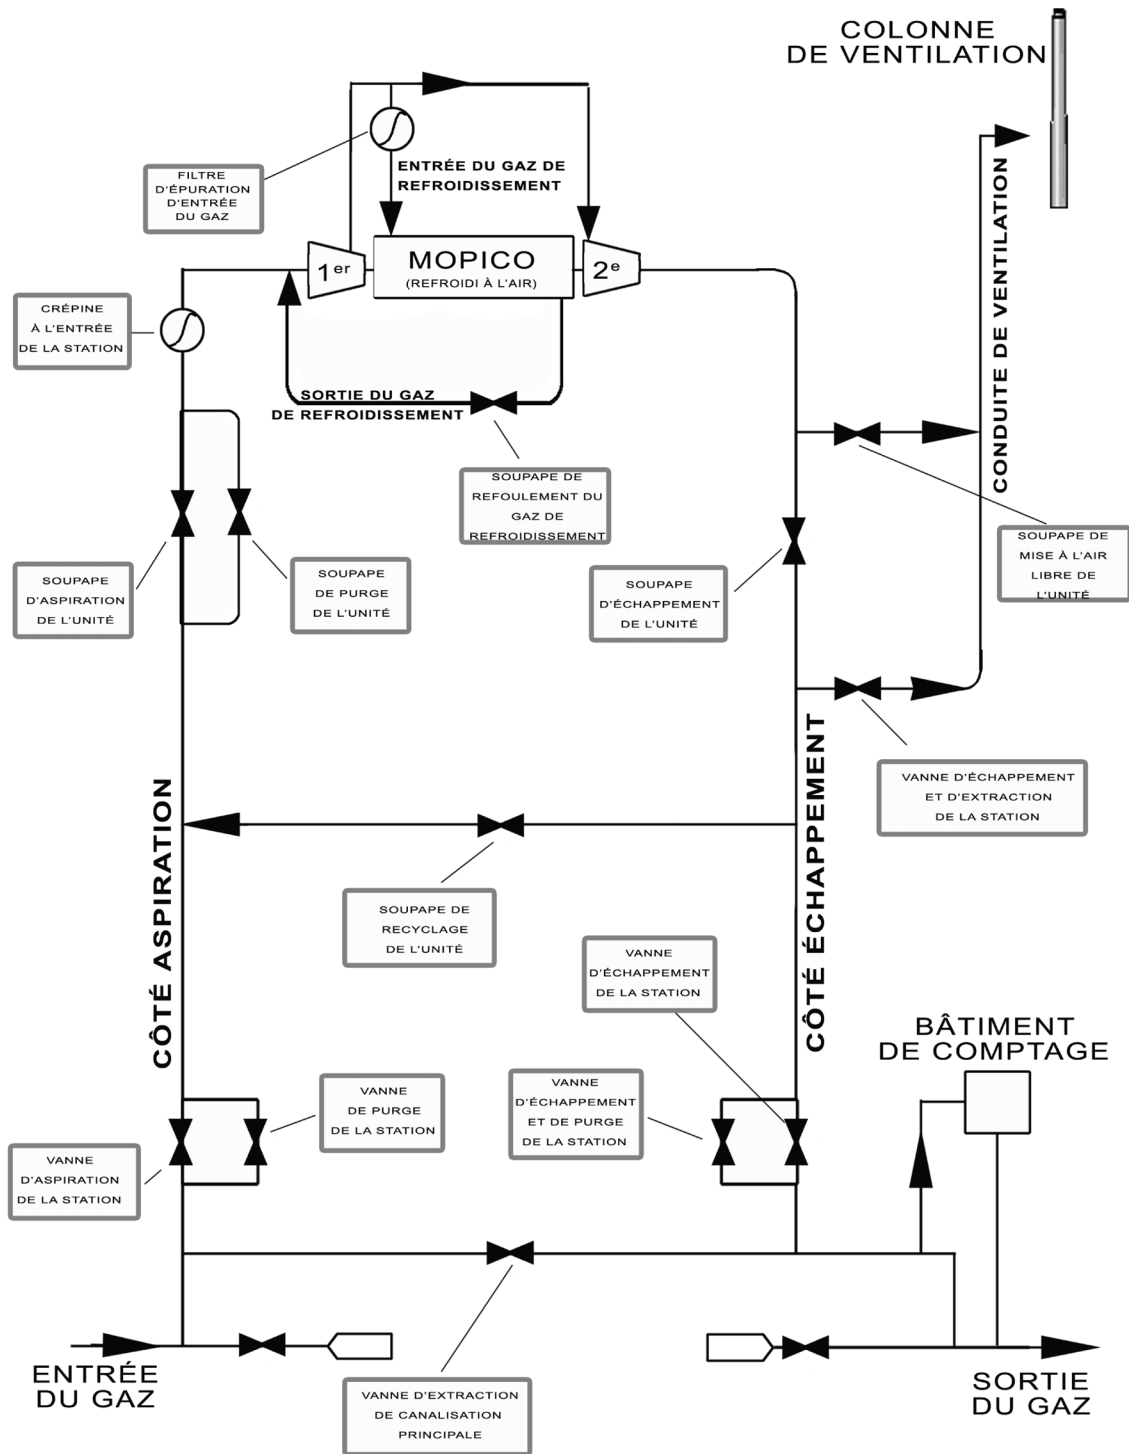 COLONNE
DE VENTILATION
FILTRE
D'ÉPURATION
D'ENTRÉE
DU GAZ
ENTRÉE DU GAZ DE
REFROIDISSEMENT
CONDUITE DE VENTILATION
1er
MOPICO
(REFROIDI À L'AIR)
2e
CRÉPINE
À L'ENTRÉE
DE LA STATION
SORTIE DU GAZ
DE REFROIDISSEMENT
SOUPAPE DE
REFOULEMENT DU
GAZ DE
REFROIDISSEMENT
SOUPAPE DE
MISE À L'AIR
LIBRE DE
L'UNITÉ
SOUPAPE
D'ASPIRATION
DE L'UNITÉ
SOUPAPE
DE PURGE
DE L'UNITÉ
SOUPAPE
D'ÉCHAPPEMENT
DE L'UNITÉ
VANNE D'ÉCHAPPEMENT
ET D'EXTRACTION
DE LA STATION
CÔTÉ ASPIRATION
CÔTÉ ÉCHAPPEMENT
SOUPAPE DE
RECYCLAGE
DE L'UNITÉ
VANNE
D'ÉCHAPPEMENT
DE LA STATION
BÂTIMENT
DE COMPTAGE
VANNE
DE PURGE
DE LA STATION
VANNE
D'ÉCHAPPEMENT
ET DE PURGE
DE LA STATION
VANNE
D'ASPIRATION
DE LA STATION
ENTRÉE
DU GAZ
VANNE D'EXTRACTION
DE CANALISATION
PRINCIPALE
SORTIE
DU GAZ